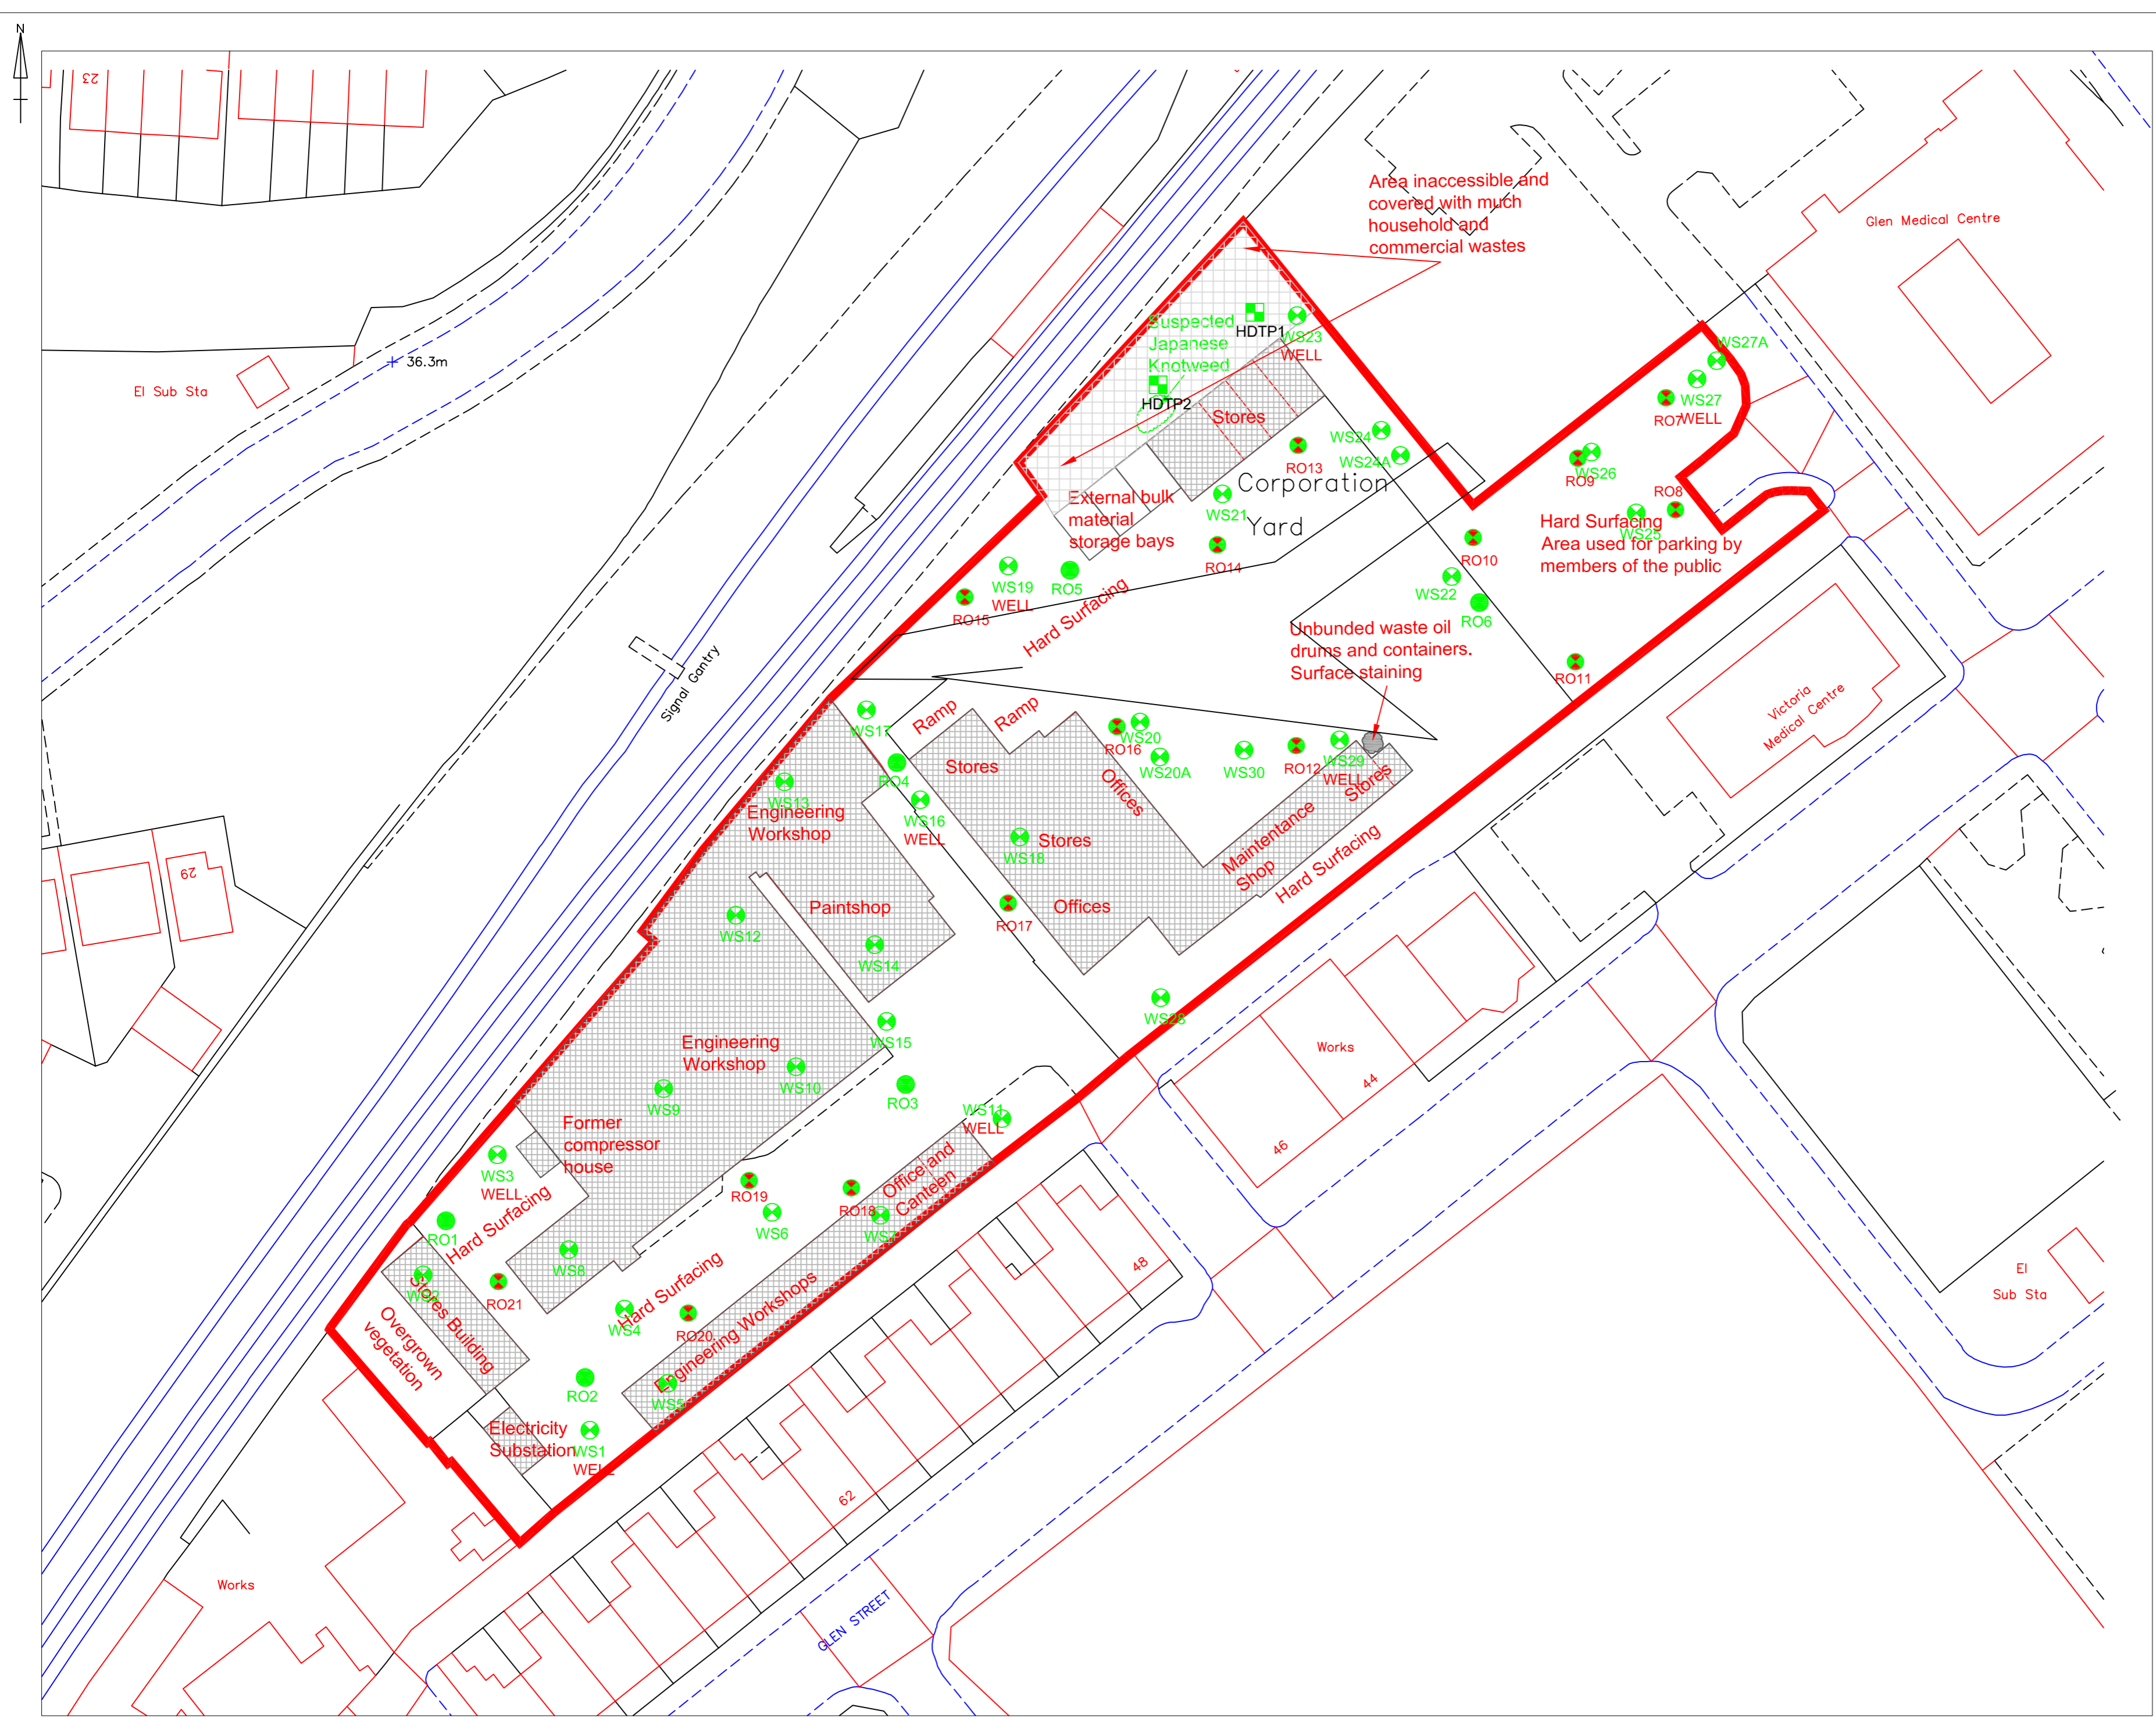 N
23
Area inaccessible and
covered with much
household and
commercial wastes
Glen Medical Centre
36.3m
El Sub Sta
Suspected
Japanese
Knotweed
HDTP1
WS23
WELL
HDTP2
Stores
WS27A
WS27
WELL
RO7
WS24
WS24A
RO13
Corporation
Yard
WS21
External bulk
material
storage bays
RO14
WS26
RO9
RO8
WS25
Hard Surfacing
Area used for parking by
members of the public
RO10
WS22
RO6
RO11
WS19
WELL
RO5
RO15
Hard Surfacing
Unbunded waste oil
drums and containers.
Surface staining
Signal Gantry
Victoria
Medical Centre
WS17
Ramp
Ramp
RO4
Stores
RO16
WS20
WS20A
WS30
RO12
WS29
WELL
Stores
Offices
WS13
Engineering
Workshop
WS16
WELL
WS18
Stores
Maintentance
Shop
Hard Surfacing
29
Paintshop
WS12
WS14
RO17
Offices
WS28
WS15
Engineering
Workshop
WS10
WS9
RO3
Works
44
46
WS11
WELL
Former
compressor
house
WS3
WELL
Hard Surfacing
RO1
RO19
RO18
WS6
WS7
Office and
Canteen
WS8
RO21
WS2
Stores Building
Overgrown
vegetation
WS4
Hard Surfacing
RO20
Engineering Workshops
RO2
WS5
48
El
Sub Sta
Electricity
Substation
WS1
WELL
62
Works
GLEN STREET